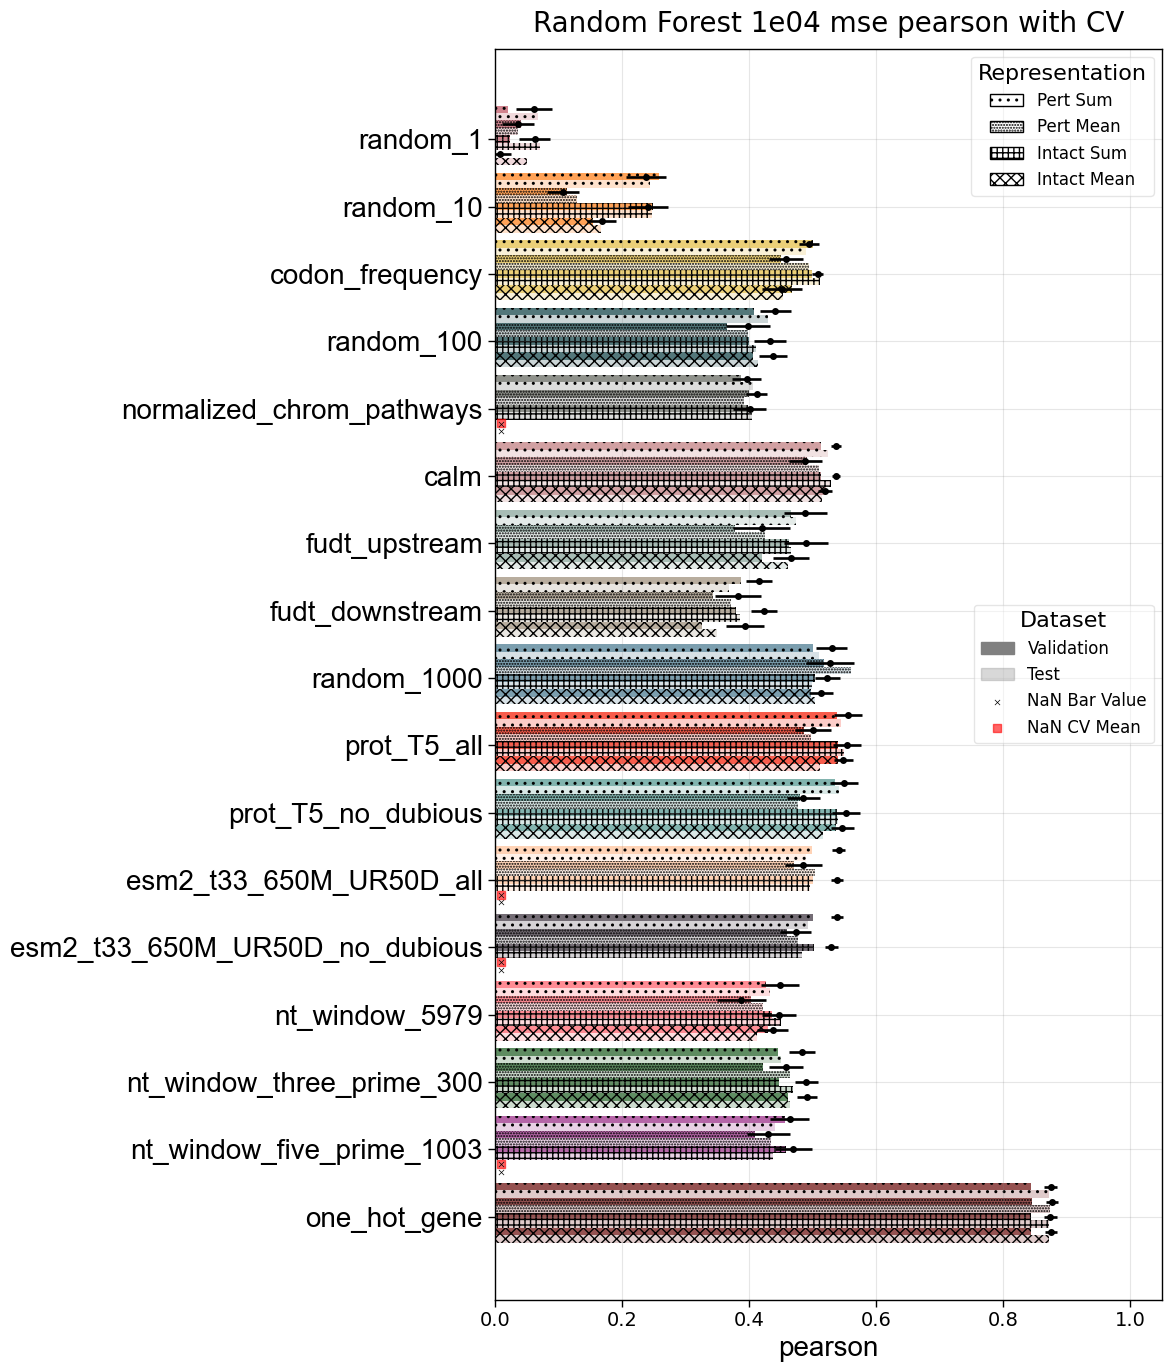 Random Forest 1e04 mse pearson with CV
Representation
Pert Sum
Pert Mean
Intact Sum
Intact Mean
random_1
random_10
codon_frequency
random_100
normalized_chrom_pathways
calm
fudt_upstream
fudt_downstream
random_1000
prot_T5_all
prot_T5_no_dubious
esm2_t33_650M_UR50D_all
esm2_t33_650M_UR50D_no_dubious
nt_window_5979
nt_window_three_prime_300
nt_window_five_prime_1003
one_hot_gene
Dataset
Validation
Test
NaN Bar Value
NaN CV Mean
0.0 0.2 0.4 0.6 0.8 1.0
pearson